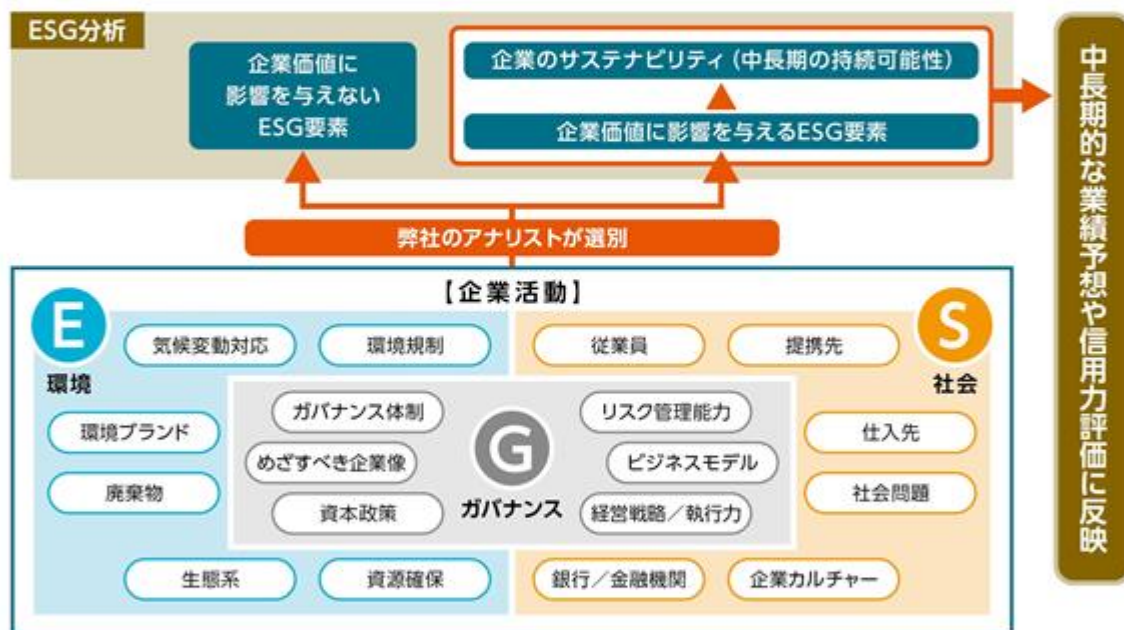 ESG分析
企業価値に
影響を与えない
ESG要素
企業のサステナビリティ（中長期の持続可能性）
企業価値に影響を与えるESG要素
弊社のアナリストが選別
中長期的な業績予想や信用力評価に反映
【企業活動】
E
環境
S
社会
気候変動対応
環境規制
従業員
提携先
環境ブランド
廃棄物
ガバナンス体制
めざすべき企業像
資本政策
G
ガバナンス
リスク管理能力
ビジネスモデル
経営戦略／執行力
仕入先
社会問題
生態系
資源確保
銀行／金融機関
企業カルチャー